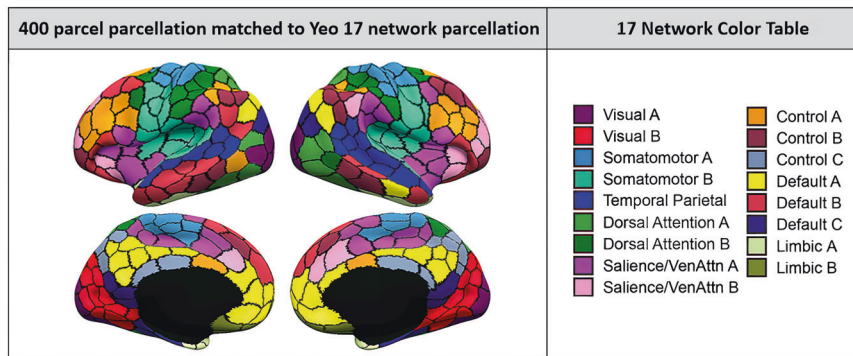 400 parcel parcellation matched to Yeo 17 network parcellation
17 Network Color Table
Visual A
Visual B
Somatomotor A
Somatomotor B
Temporal Parietal
Dorsal Attention A
Dorsal Attention B
Salience/VenAttn A
Salience/VenAttn B
Control A
Control B
Control C
Default A
Default B
Default C
Limbic A
Limbic B